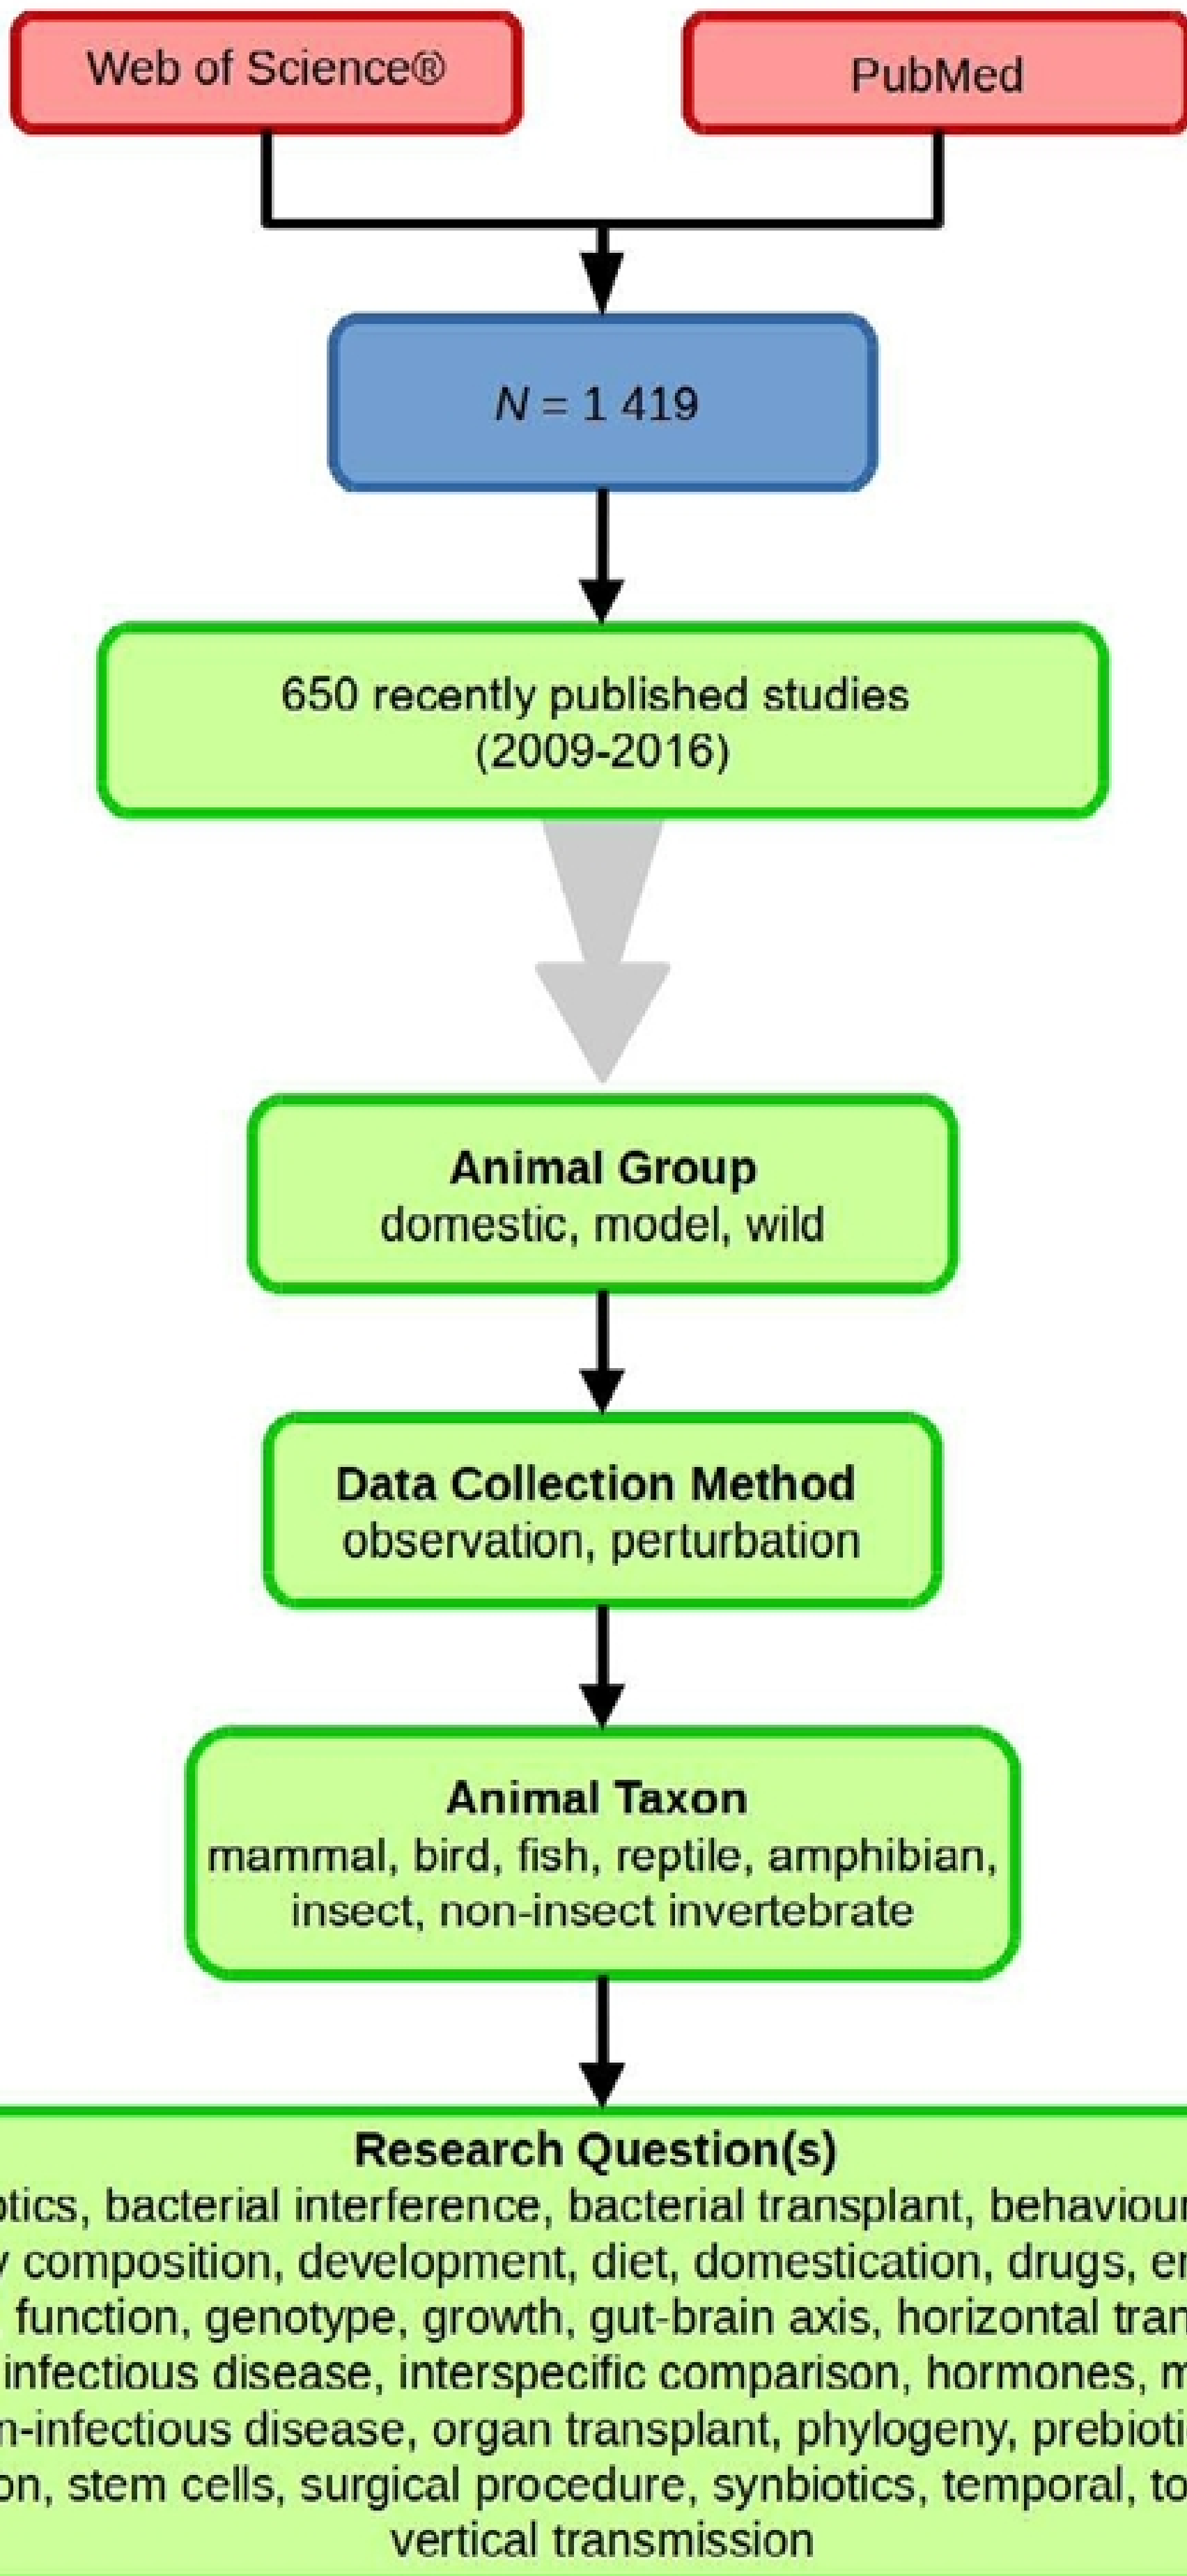 Web of Science®
PubMed
N = 1 419
650 recently published studies
(2009-2016)
Animal Group
domestic, model, wild
Data Collection Method
observation, perturbation
Animal Taxon
mammal, bird, fish, reptile, amphibian,
insect, non-insect invertebrate
Research Question(s)
bacterial interference, bacterial transplant,
composition, development, diet, domestication, drugs,
function, genotype, growth, gut-brain axis, horizontal
infectious disease, interspecific comparison, hormones,
disease, organ transplant, phylogeny,
stem cells, surgical procedure, synbiotics, temporal,
vertical transmission